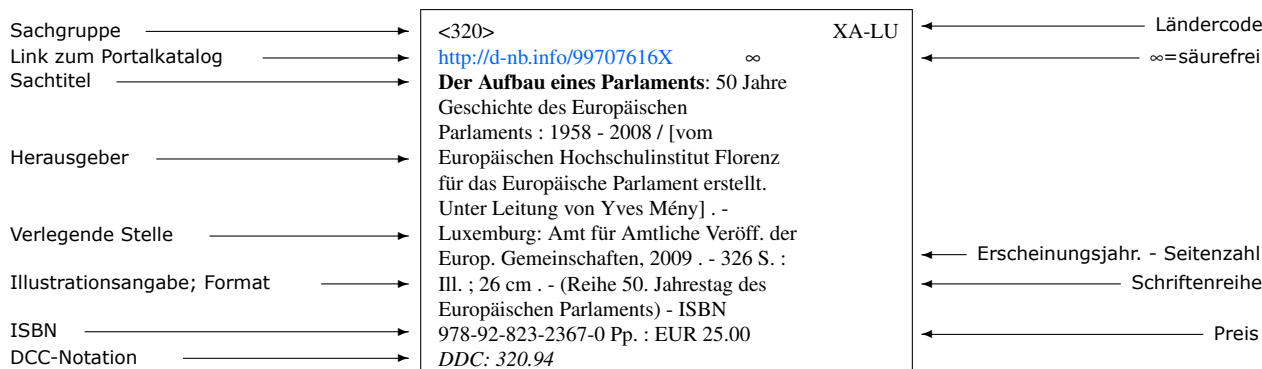 Sachgruppe <320> XA-LU Ländercode
Link zum Portalkatalog http://d-nb.info/99707616X ∞ ∞=säurefrei
Sachtitel Der Aufbau eines Parlaments: 50 Jahre
Geschichte des Europäischen
Parlaments : 1958 - 2008 / [vom
Herausgeber Europäischen Hochschulinstitut Florenz
für das Europäische Parlament erstellt.
Unter Leitung von Yves Mény] . -
Verlegende Stelle Luxemburg: Amt für Amtliche Veröff. der
Europ. Gemeinschaften, 2009 . - 326 S. : Erscheinungsjahr. - Seitenzahl
Illustrationsangabe; Format Ill. ; 26 cm . - (Reihe 50. Jahrestag des Schriftenreihe
Europäischen Parlaments) - ISBN
ISBN 978-92-823-2367-0 Pp. : EUR 25.00 Preis
DCC-Notation DDC: 320.94